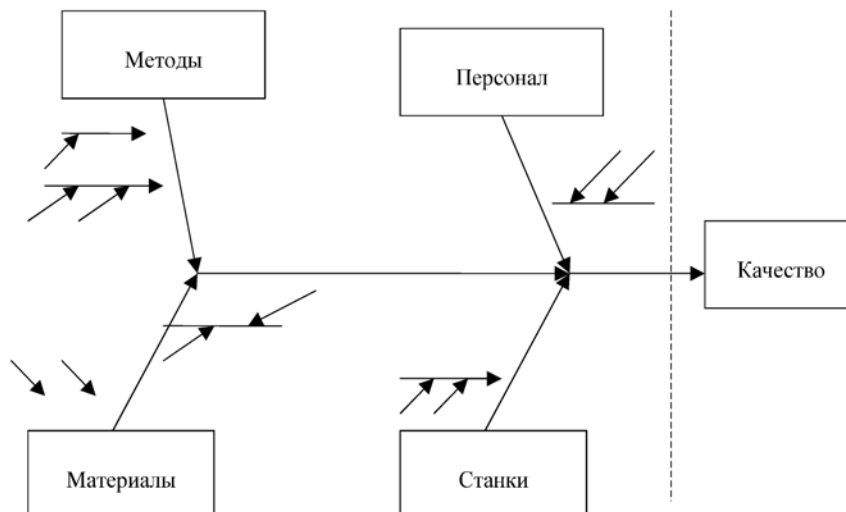 Методы
Персонал
Качество
Материалы
Станки